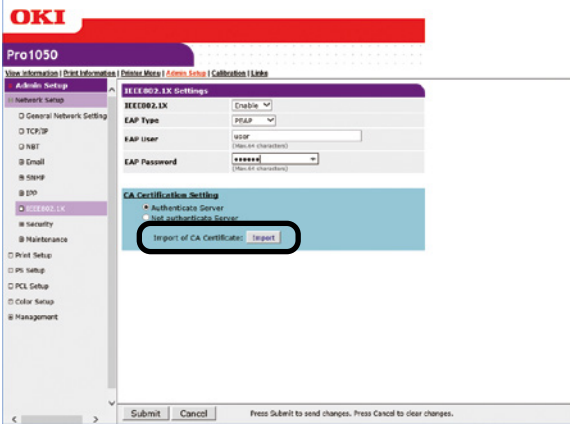 OKI
Pro1050
View Information | Print Information | Printer Menu | Admin Setup | Calibration | Links
Admin Setup
Network Setup
General Network Setting
TCP/IP
NBT
Email
SNMP
IPP
IEEE802.1X
Security
Maintenance
Print Setup
PS Setup
PCL Setup
Color Setup
Management
IEEE802.1X Settings
IEEE802.1X Enable
EAP Type PEAP
EAP User user
(Max.64 characters)
EAP Password ••••••
(Max.64 characters)
CA Certification Setting
Authenticate Server
Not authenticate Server
Import of CA Certificate: Import
Submit Cancel Press Submit to send changes. Press Cancel to clear changes.